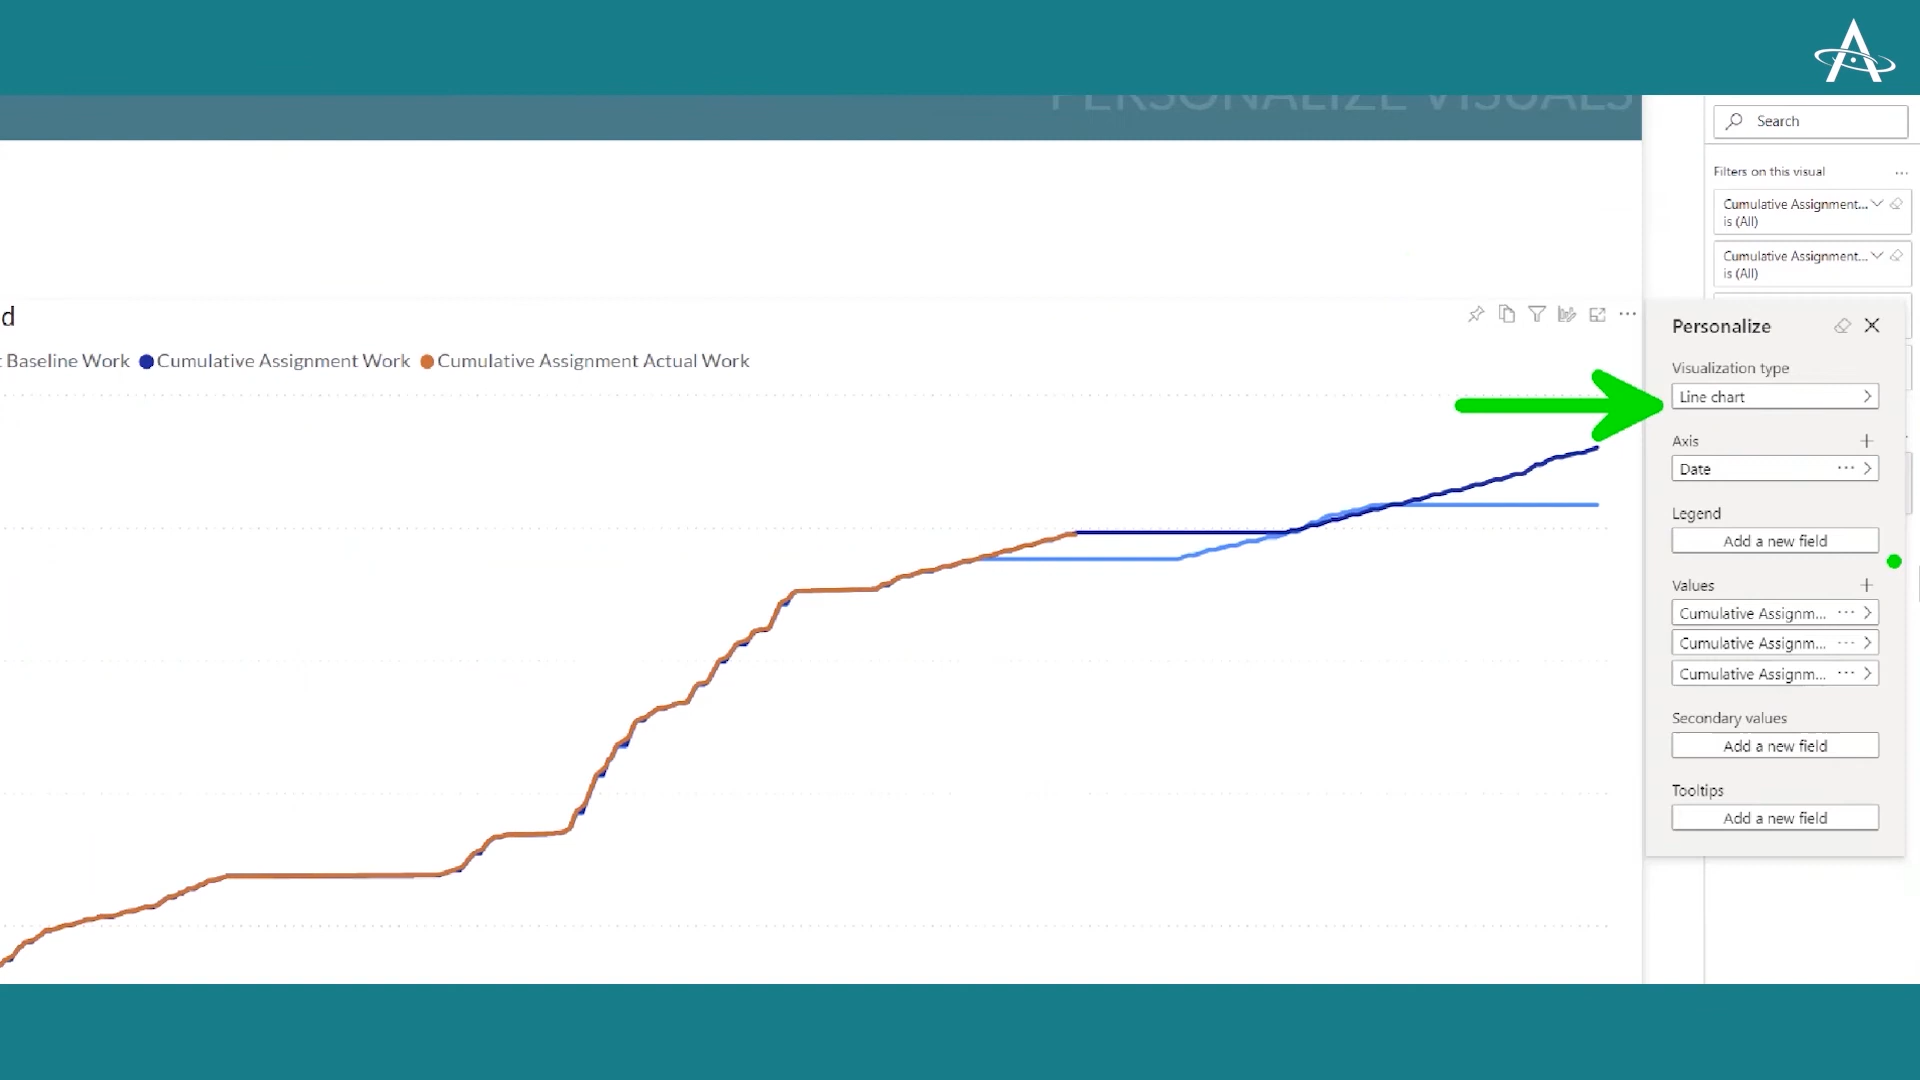 PERSONALIZE VISUALS
Search
Filters on this visual
Cumulative Assignment...
is (All)
Cumulative Assignment...
is (All)
d
t Baseline Work
Cumulative Assignment Work
Cumulative Assignment Actual Work
Personalize
Visualization type
Line chart
Axis
Date
Legend
Add a new field
Values
Cumulative Assignm...
Cumulative Assignm...
Cumulative Assignm...
Secondary values
Add a new field
Tooltips
Add a new field